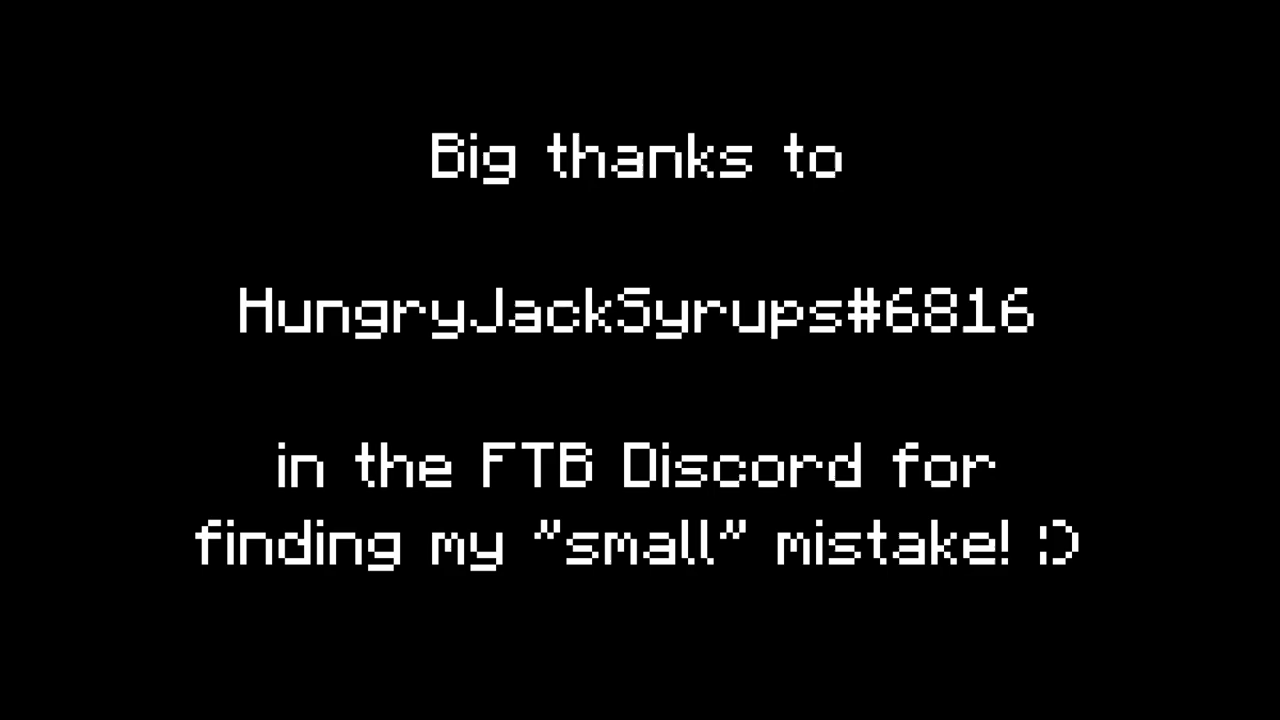 Big thanks to
HungryJackSyrups#6816
in the FTB Discord for
finding my "small" mistake! :)